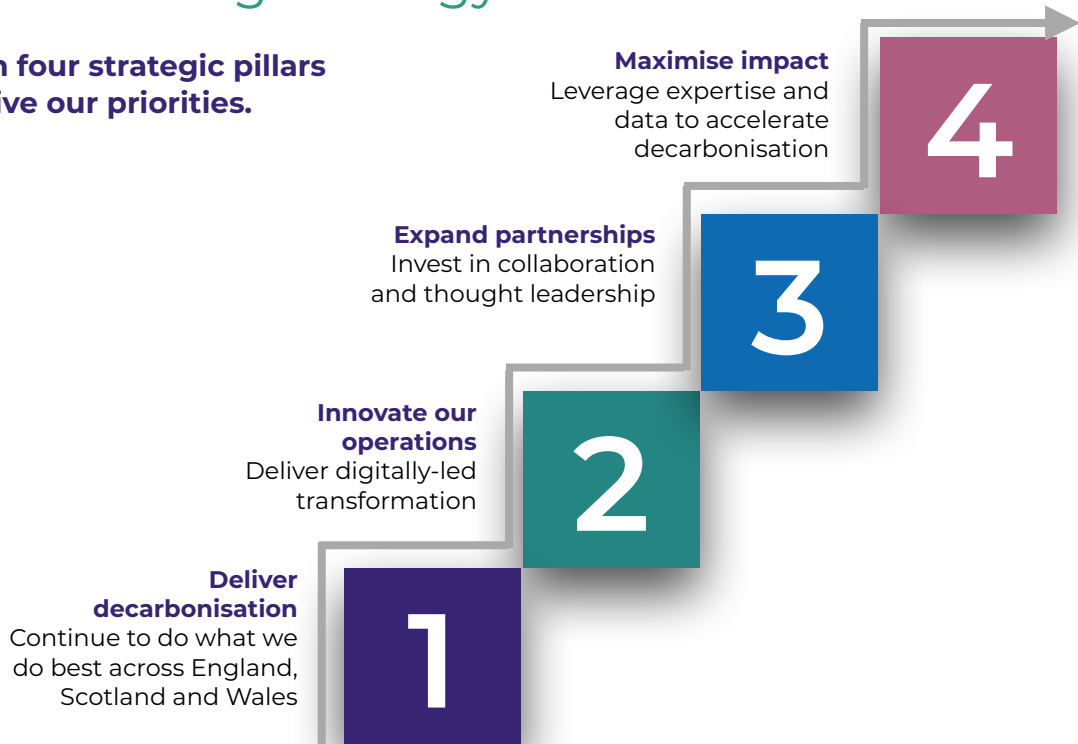 four strategic pillars
our priorities.
Maximise impact
Leverage expertise and
data to accelerate
decarbonisation
4
Expand partnerships
Invest in collaboration
and thought leadership
3
Innovate our
operations
Deliver digitally-led
transformation
2
Deliver
decarbonisation
Continue to do what we
do best across England,
Scotland and Wales
1